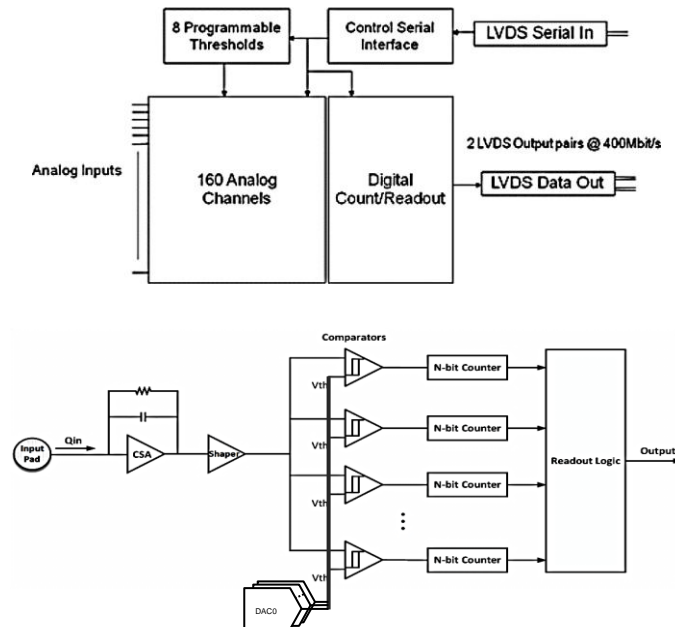 8 Programmable
Thresholds
Control Serial
Interface
LVDS Serial In
2 LVDS Output pairs @ 400Mbit/s
Analog Inputs
160 Analog
Channels
Digital
Count/Readout
LVDS Data Out
Comparators
Vth
N-bit Counter
Qin
Input
Pad
CSA
Shaper
Vth
N-bit Counter
Readout Logic
Output
Vth
N-bit Counter
Vth
N-bit Counter
DAC0